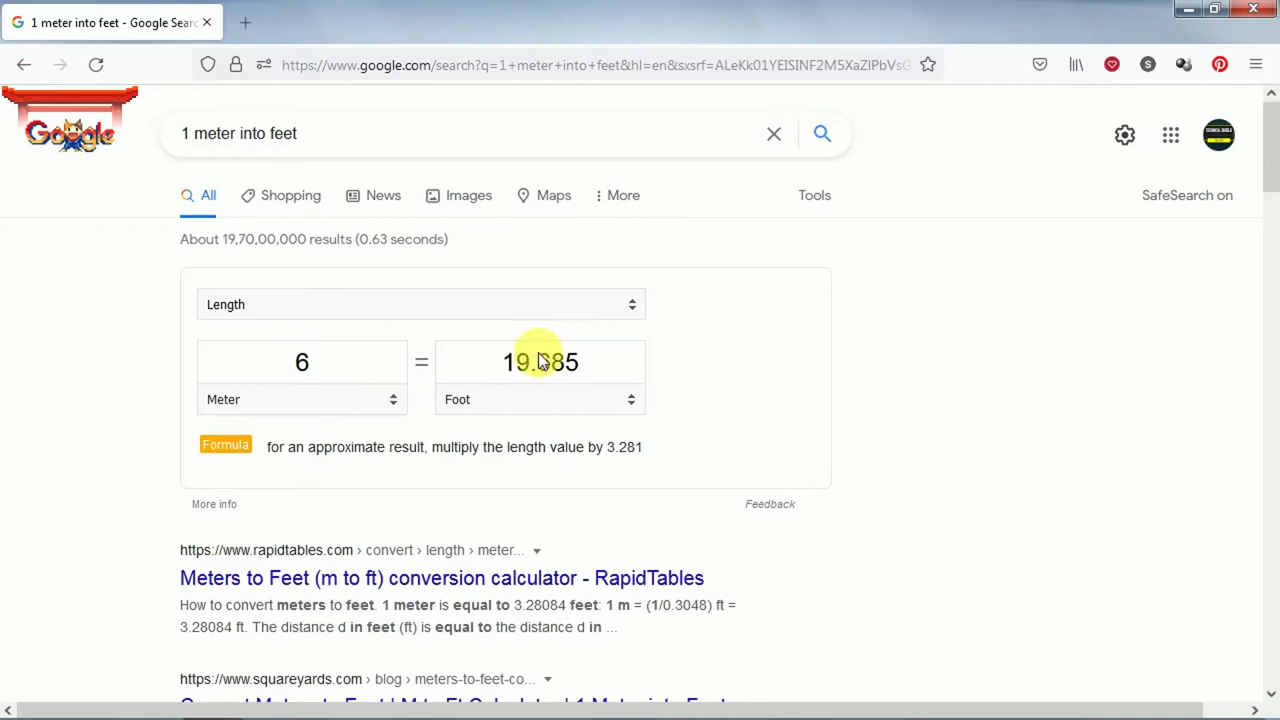 1 meter into feet - Google Searc
https://www.google.com/search?q=1+meter+into+feet&hl=en&sxsrf=ALeKk01YEISINF2M5XaZIPbVsG
Google
1 meter into feet
All Shopping News Images Maps More Tools SafeSearch on
About 19,70,00,000 results (0.63 seconds)
Length
6 = 19.685
Meter Foot
Formula for an approximate result, multiply the length value by 3.281
More info Feedback
https://www.rapidtables.com › convert › length › meter...
Meters to Feet (m to ft) conversion calculator - RapidTables
How to convert meters to feet. 1 meter is equal to 3.28084 feet: 1 m = (1/0.3048) ft =
3.28084 ft. The distance d in feet (ft) is equal to the distance d in ...
https://www.squareyards.com › blog › meters-to-feet-co...